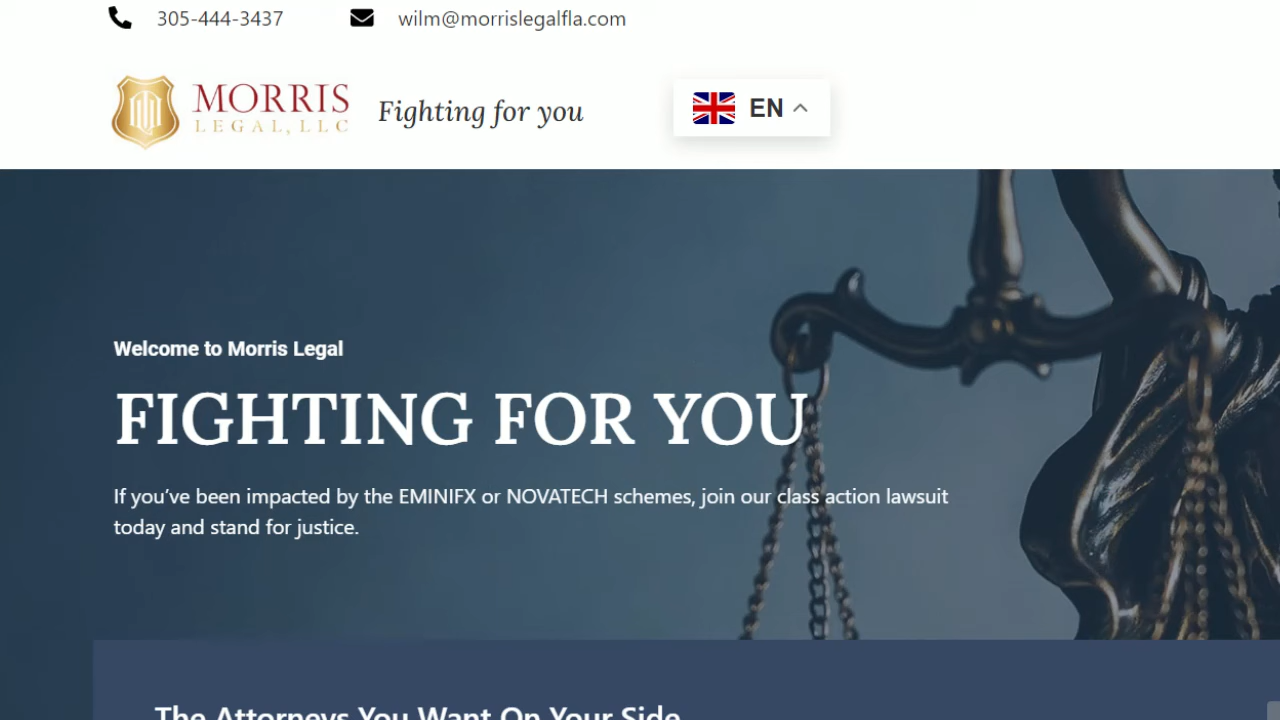 305-444-3437 wilm@morrislegalfla.com
MORRIS
LEGAL, LLC
Fighting for you
EN
Welcome to Morris Legal
FIGHTING FOR YOU
If you’ve been impacted by the EMINIFX or NOVATECH schemes, join our class action lawsuit
today and stand for justice.
The Attorneys You Want On Your Side